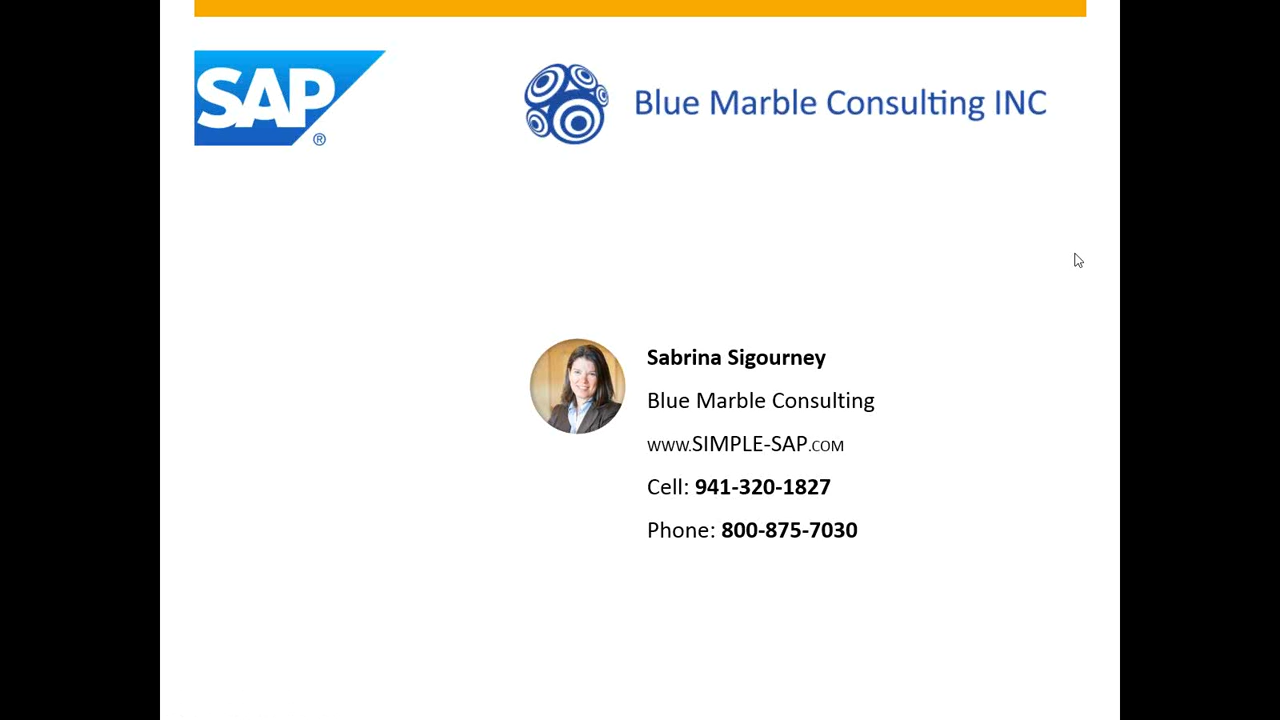 SAP®
Blue Marble Consulting INC
Sabrina Sigourney
Blue Marble Consulting
WWW.SIMPLE-SAP.COM
Cell: 941-320-1827
Phone: 800-875-7030